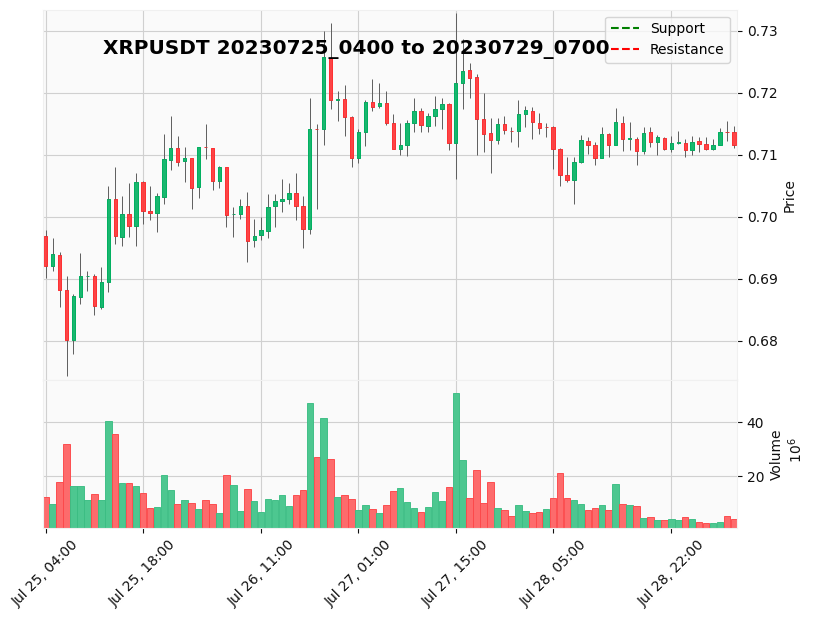 XRPUSDT 20230725_0400 to 20230729_0700
Support
Resistance
0.73
0.72
0.71
0.70
0.69
0.68
Price
40
20
Volume
10^6
Jul 25, 04:00
Jul 25, 18:00
Jul 26, 11:00
Jul 27, 01:00
Jul 27, 15:00
Jul 28, 05:00
Jul 28, 22:00